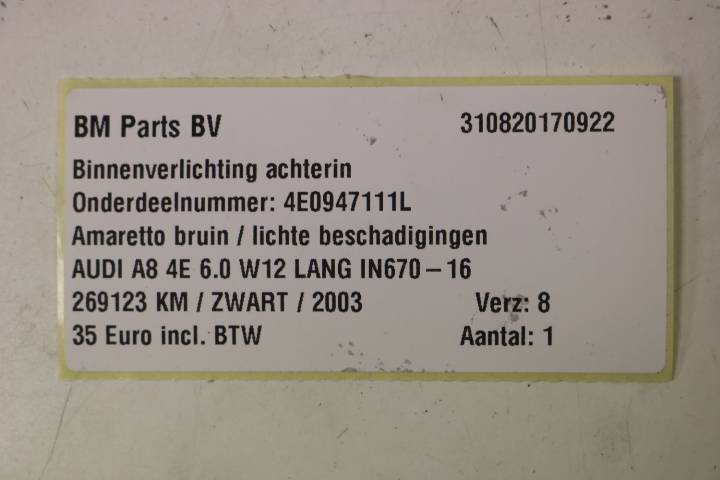 BM Parts BV 310820170922
Binnenverlichting achterin
Onderdeelnummer: 4E0947111L
Amaretto bruin / lichte beschadigingen
AUDI A8 4E 6.0 W12 LANG IN670 – 16
269123 KM / ZWART / 2003 Verz: 8
35 Euro incl. BTW Aantal: 1